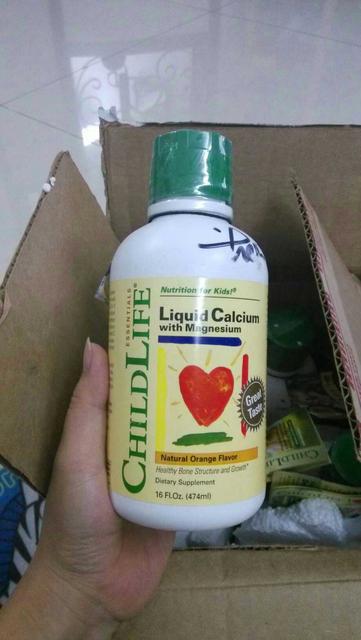 Nutrition for Kids!®
Liquid Calcium
with Magnesium
ESSENTIALS
CHILDLIFE®
Great
Taste
Natural Orange Flavor
Healthy Bone Structure and Growth*
Dietary Supplement
16 Fl.Oz. (474ml)